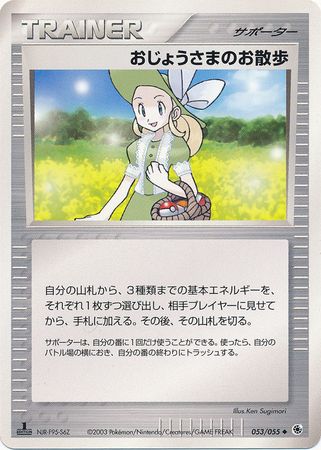 TRAINER
サポーター
おじょうさまのお散歩
自分の山札から、3種類までの基本エネルギーを、
それぞれ1枚ずつ選び出し、相手プレイヤーに見せて
から、手札に加える。その後、その山札を切る。
サポーターは、自分の番に1回だけ使うことができる。使ったら、自分の
バトル場の横におき、自分の番の終わりにトラッシュする。
Illus.Ken Sugimori
1 EDITION NJR-F95-S6Z ©2003 Pokémon/Nintendo/Creatures/GAME FREAK 053/055 ◆